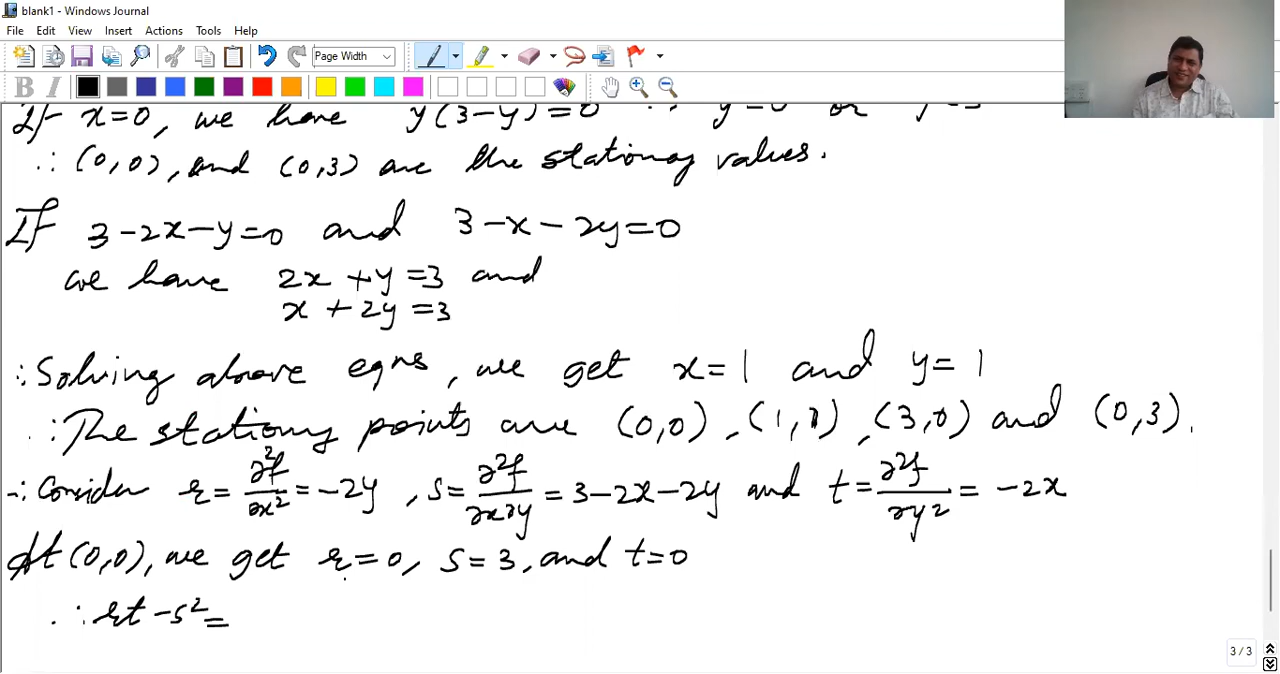 blank1 - Windows Journal
File Edit View Insert Actions Tools Help
Page Width
B I
If x=0, we have y(3-y)=0 ∵ y=0 or
∴ (0,0), and (0,3) are the stationary values.
If 3-2x-y=0 and 3-x-2y=0
we have 2x+y=3 and
x+2y=3
∴ Solving above eqns, we get x=1 and y=1
∴ The stationary points are (0,0), (1,1), (3,0) and (0,3).
∴ Consider r = ∂²f/∂x² = -2y, s = ∂²f/∂x∂y = 3-2x-2y and t = ∂²f/∂y² = -2x
At (0,0), we get r=0, s=3, and t=0
∴ rt-s² =
3 / 3